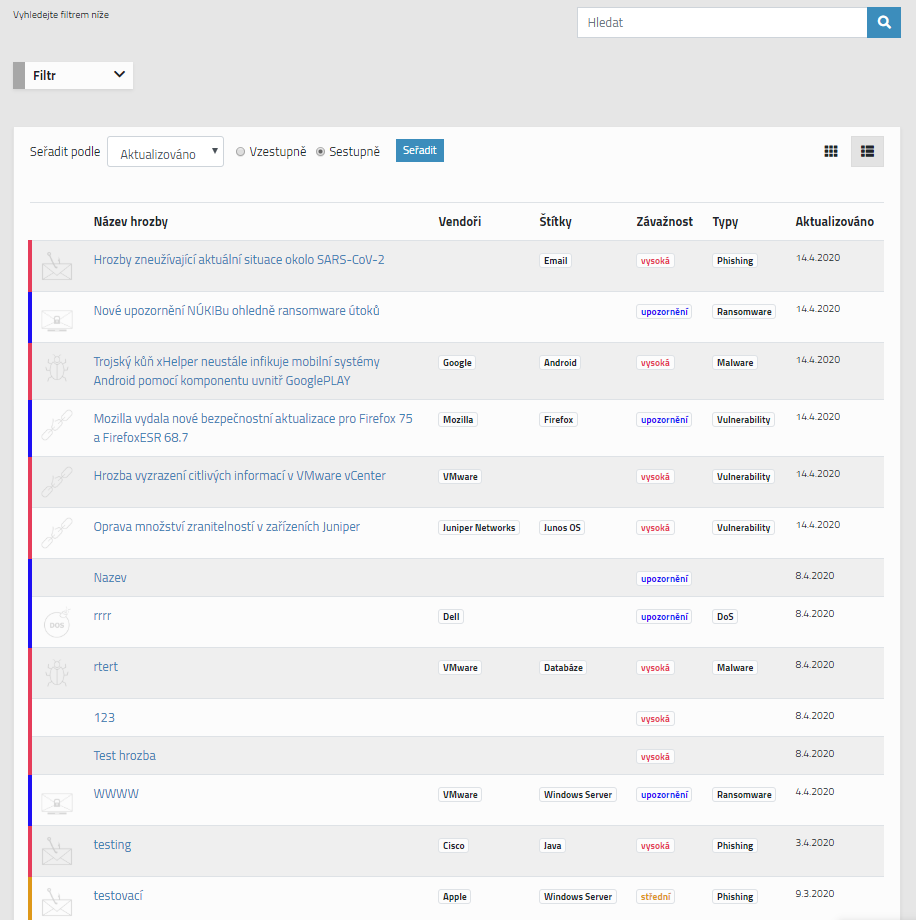 Vyhledejte filtrem níže
Hledat
Filtr
Seřadit podle Aktualizováno Vzestupně Sestupně Seřadit
Název hrozby Vendoři Štítky Závažnost Typy Aktualizováno
Hrozby zneužívající aktuální situace okolo SARS-CoV-2 Email vysoká Phishing 14.4.2020
Nové upozornění NÚKIBu ohledně ransomware útoků upozornění Ransomware 14.4.2020
Trojský kůň xHelper neustále infikuje mobilní systémy Google Android vysoká Malware 14.4.2020
Android pomocí komponentu uvnitř GooglePLAY
Mozilla vydala nové bezpečnostní aktualizace pro Firefox 75 Mozilla Firefox upozornění Vulnerability 14.4.2020
a FirefoxESR 68.7
Hrozba vyzrazení citlivých informací v VMware vCenter VMware vysoká Vulnerability 14.4.2020
Oprava množství zranitelností v zařízeních Juniper Juniper Networks Junos OS vysoká Vulnerability 14.4.2020
Nazev upozornění 8.4.2020
DOS rrrr Dell upozornění DoS 8.4.2020
rtert VMware Databáze vysoká Malware 8.4.2020
123 vysoká 8.4.2020
Test hrozba vysoká 8.4.2020
WWWW VMware Windows Server upozornění Ransomware 4.4.2020
testing Cisco Java vysoká Phishing 3.4.2020
testovací Apple Windows Server střední Phishing 9.3.2020